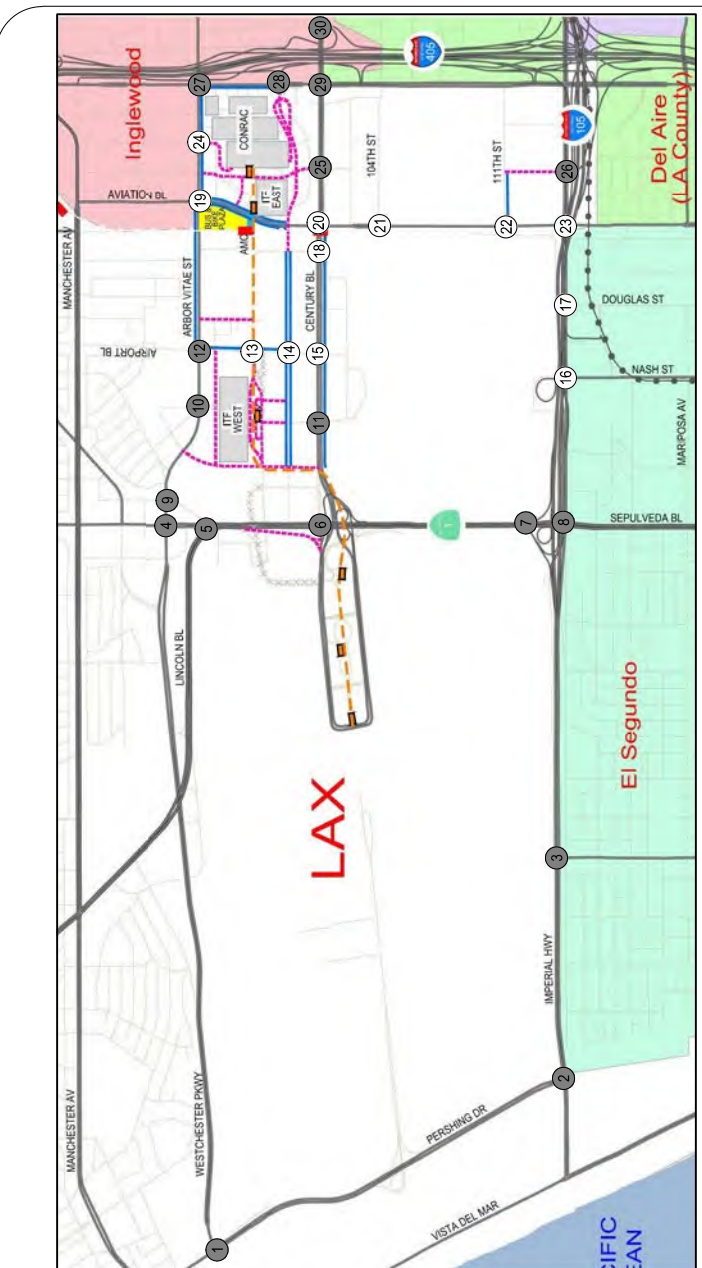 30
405
27
28
29
Inglewood
24
CONRAC
104TH ST
111TH ST
105
Del Aire
(LA County)
25
26
MANCHESTER AV
AVIATION BL
19
ITF
EAST
BUS
BIKE
PLAZA
AMC
20
21
22
23
18
ARBOR VITAE ST
CENTURY BL
17
DOUGLAS ST
AIRPORT BL
12
13
14
15
16
NASH ST
MARIPOSA AV
10
ITF
WEST
11
9
4
5
6
1
7
8
SEPULVEDA BL
LINCOLN BL
El Segundo
LAX
3
IMPERIAL HWY
2
MANCHESTER AV
WESTCHESTER PKWY
PERSHING DR
1
VISTA DEL MAR
CIFIC
EAN